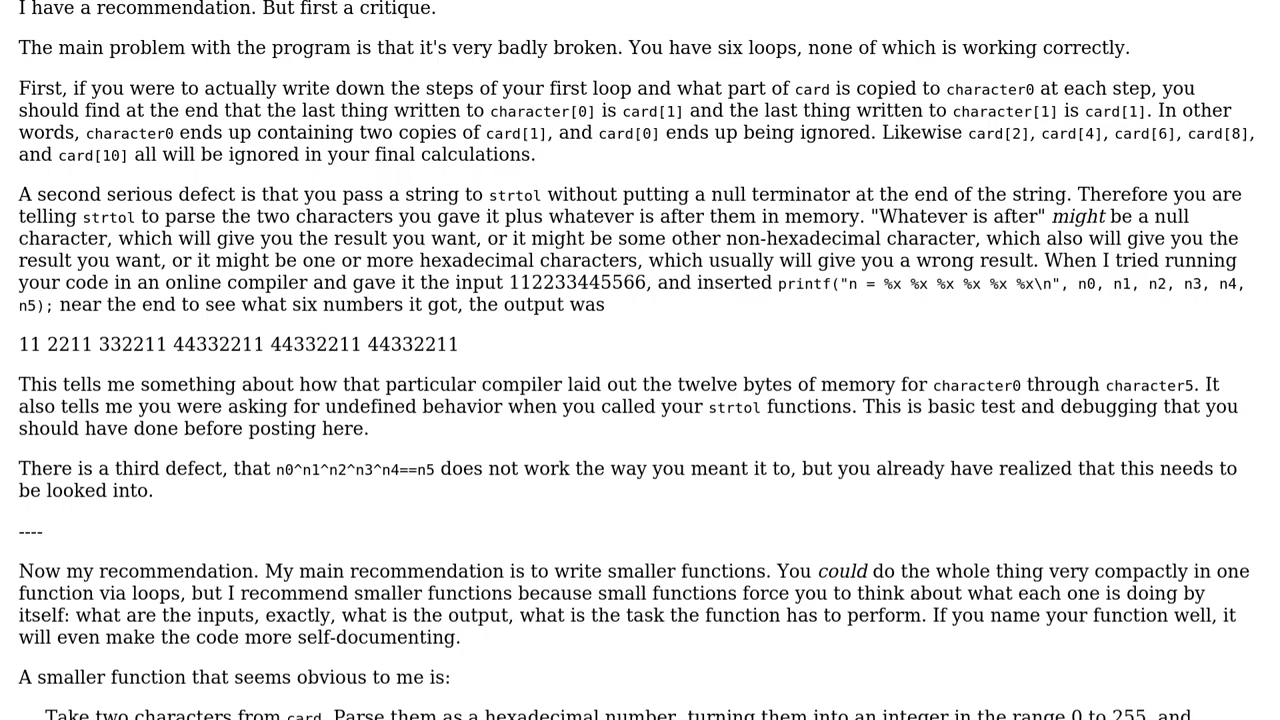 I have a recommendation. But first a critique.
The main problem with the program is that it's very badly broken. You have six loops, none of which is working correctly.
First, if you were to actually write down the steps of your first loop and what part of card is copied to character0 at each step, you
should find at the end that the last thing written to character[0] is card[1] and the last thing written to character[1] is card[1]. In other
words, character0 ends up containing two copies of card[1], and card[0] ends up being ignored. Likewise card[2], card[4], card[6], card[8],
and card[10] all will be ignored in your final calculations.
A second serious defect is that you pass a string to strtol without putting a null terminator at the end of the string. Therefore you are
telling strtol to parse the two characters you gave it plus whatever is after them in memory. "Whatever is after" might be a null
character, which will give you the result you want, or it might be some other non-hexadecimal character, which also will give you the
result you want, or it might be one or more hexadecimal characters, which usually will give you a wrong result. When I tried running
your code in an online compiler and gave it the input 112233445566, and inserted printf("n = %x %x %x %x %x %x\n", n0, n1, n2, n3, n4,
n5); near the end to see what six numbers it got, the output was
11 2211 332211 44332211 44332211 44332211
This tells me something about how that particular compiler laid out the twelve bytes of memory for character0 through character5. It
also tells me you were asking for undefined behavior when you called your strtol functions. This is basic test and debugging that you
should have done before posting here.
There is a third defect, that n0^n1^n2^n3^n4==n5 does not work the way you meant it to, but you already have realized that this needs to
be looked into.
----
Now my recommendation. My main recommendation is to write smaller functions. You could do the whole thing very compactly in one
function via loops, but I recommend smaller functions because small functions force you to think about what each one is doing by
itself: what are the inputs, exactly, what is the output, what is the task the function has to perform. If you name your function well, it
will even make the code more self-documenting.
A smaller function that seems obvious to me is:
Take two characters from card. Parse them as a hexadecimal number, turning them into an integer in the range 0 to 255, and